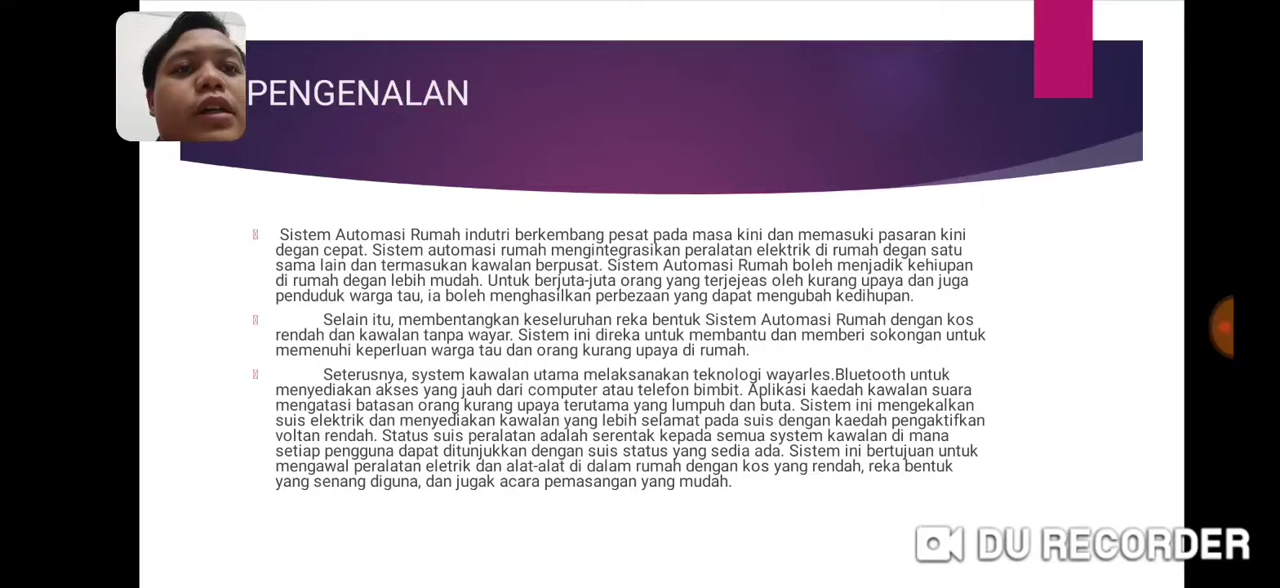 PENGENALAN
Sistem Automasi Rumah indutri berkembang pesat pada masa kini dan memasuki pasaran kini
degan cepat. Sistem automasi rumah mengintegrasikan peralatan elektrik di rumah degan satu
sama lain dan termasukan kawalan berpusat. Sistem Automasi Rumah boleh menjadik kehiupan
di rumah degan lebih mudah. Untuk berjuta-juta orang yang terjejeas oleh kurang upaya dan juga
penduduk warga tau, ia boleh menghasilkan perbezaan yang dapat mengubah kedihupan.
Selain itu, membentangkan keseluruhan reka bentuk Sistem Automasi Rumah dengan kos
rendah dan kawalan tanpa wayar. Sistem ini direka untuk membantu dan memberi sokongan untuk
memenuhi keperluan warga tau dan orang kurang upaya di rumah.
Seterusnya, system kawalan utama melaksanakan teknologi wayarles.Bluetooth untuk
menyediakan akses yang jauh dari computer atau telefon bimbit. Aplikasi kaedah kawalan suara
mengatasi batasan orang kurang upaya terutama yang lumpuh dan buta. Sistem ini mengekalkan
suis elektrik dan menyediakan kawalan yang lebih selamat pada suis dengan kaedah pengaktifkan
voltan rendah. Status suis peralatan adalah serentak kepada semua system kawalan di mana
setiap pengguna dapat ditunjukkan dengan suis status yang sedia ada. Sistem ini bertujuan untuk
mengawal peralatan eletrik dan alat-alat di dalam rumah dengan kos yang rendah, reka bentuk
yang senang diguna, dan jugak acara pemasangan yang mudah.
DU RECORDER